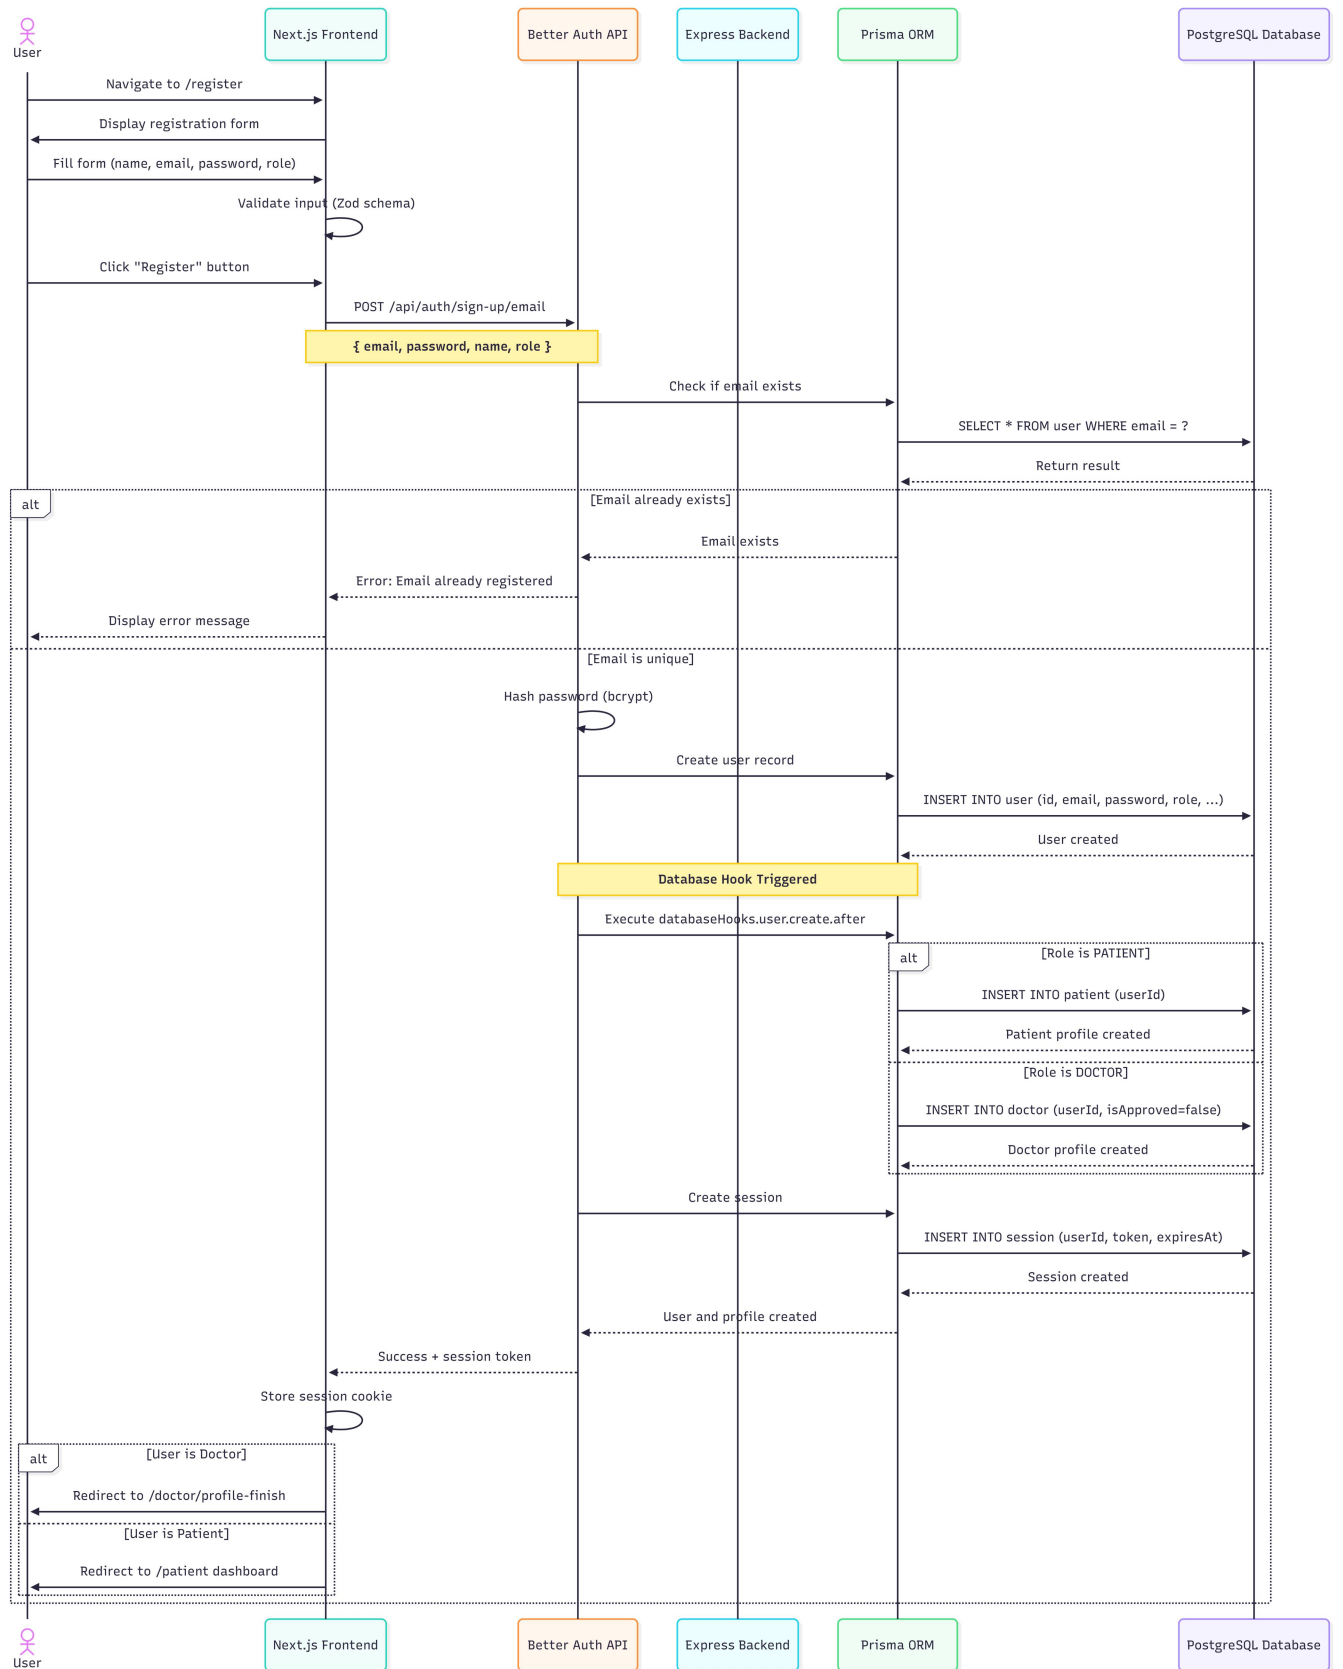 User
Next.js Frontend
Better Auth API
Express Backend
Prisma ORM
PostgreSQL Database
Navigate to /register
Display registration form
Fill form (name, email, password, role)
Validate input (Zod schema)
Click "Register" button
POST /api/auth/sign-up/email
{ email, password, name, role }
Check if email exists
SELECT * FROM user WHERE email = ?
Return result
alt
[Email already exists]
Email exists
Error: Email already registered
Display error message
[Email is unique]
Hash password (bcrypt)
Create user record
INSERT INTO user (id, email, password, role, ...)
User created
Database Hook Triggered
Execute databaseHooks.user.create.after
alt
[Role is PATIENT]
INSERT INTO patient (userId)
Patient profile created
[Role is DOCTOR]
INSERT INTO doctor (userId, isApproved=false)
Doctor profile created
Create session
INSERT INTO session (userId, token, expiresAt)
Session created
User and profile created
Success + session token
Store session cookie
alt
[User is Doctor]
Redirect to /doctor/profile-finish
[User is Patient]
Redirect to /patient dashboard
User
Next.js Frontend
Better Auth API
Express Backend
Prisma ORM
PostgreSQL Database